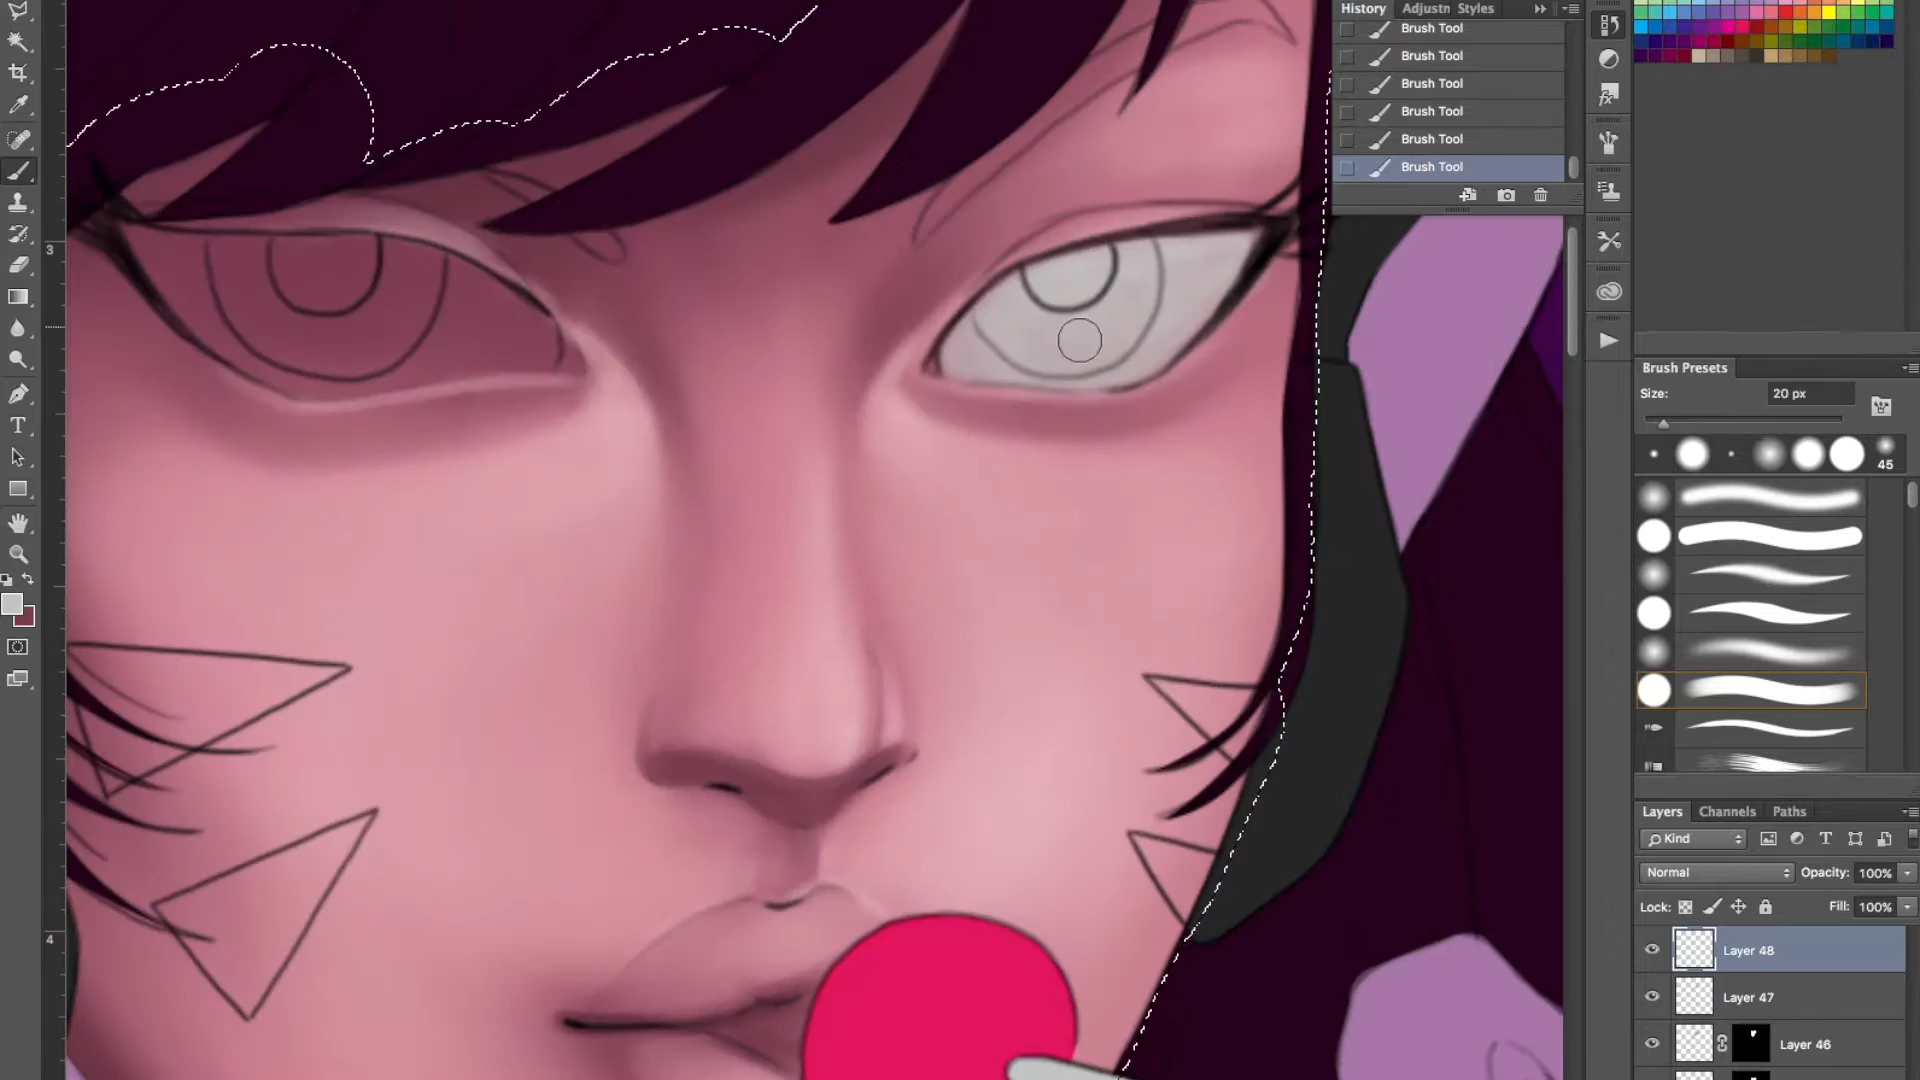 History Adjustn Styles
Brush Tool
Brush Tool
Brush Tool
Brush Tool
Brush Tool
Brush Tool
fx
T
3
4
Brush Presets
Size: 20 px
45
Layers Channels Paths
Kind T
Normal Opacity: 100%
Lock: Fill: 100%
Layer 48
Layer 47
Layer 46